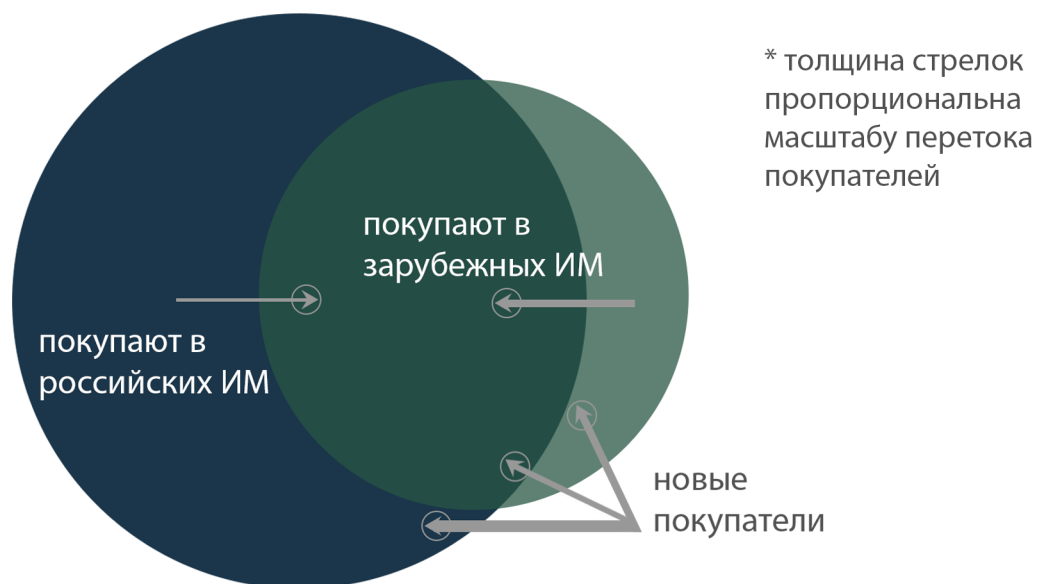 * толщина стрелок
пропорциональна
масштабу перетока
покупателей
покупают в
зарубежных ИМ
покупают в
российских ИМ
новые
покупатели